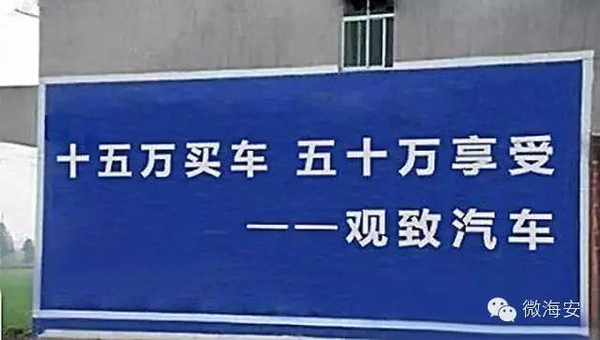 十五万买车 五十万享受
——观致汽车
微海安